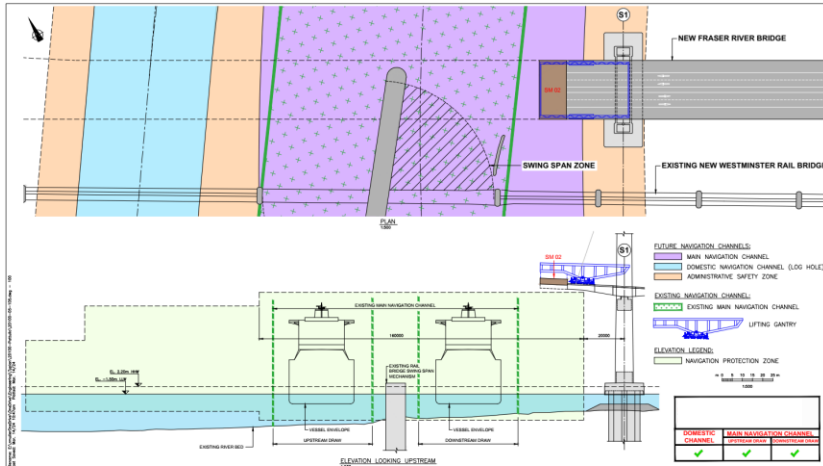 S1
NEW FRASER RIVER BRIDGE
SM 02
SWING SPAN ZONE
EXISTING NEW WESTMINSTER RAIL BRIDGE
PLAN
S1
SM 02
FUTURE NAVIGATION CHANNELS:
MAIN NAVIGATION CHANNEL
DOMESTIC NAVIGATION CHANNEL (LOG HOLE)
ADMINISTRATIVE SAFETY ZONE
EXISTING NAVIGATION CHANNEL:
EXISTING MAIN NAVIGATION CHANNEL
LIFTING GANTRY
ELEVATION LEGEND:
NAVIGATION PROTECTION ZONE
EXISTING MAIN NAVIGATION CHANNEL
160000
20000
EXISTING RAIL
BRIDGE SWING SPAN
MECHANISM
VESSEL ENVELOPE
VESSEL ENVELOPE
UPSTREAM DRAW
DOWNSTREAM DRAW
EXISTING RIVER BED
ELEVATION LOOKING UPSTREAM
DOMESTIC
CHANNEL
MAIN NAVIGATION CHANNEL
UPSTREAM DRAW
DOWNSTREAM DRAW